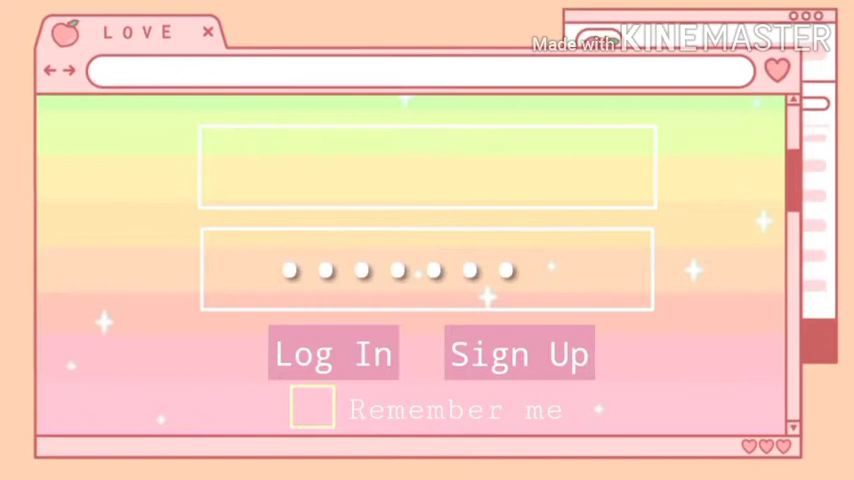 LOVE
Made with KINEMASTER
Log In
Sign Up
Remember me